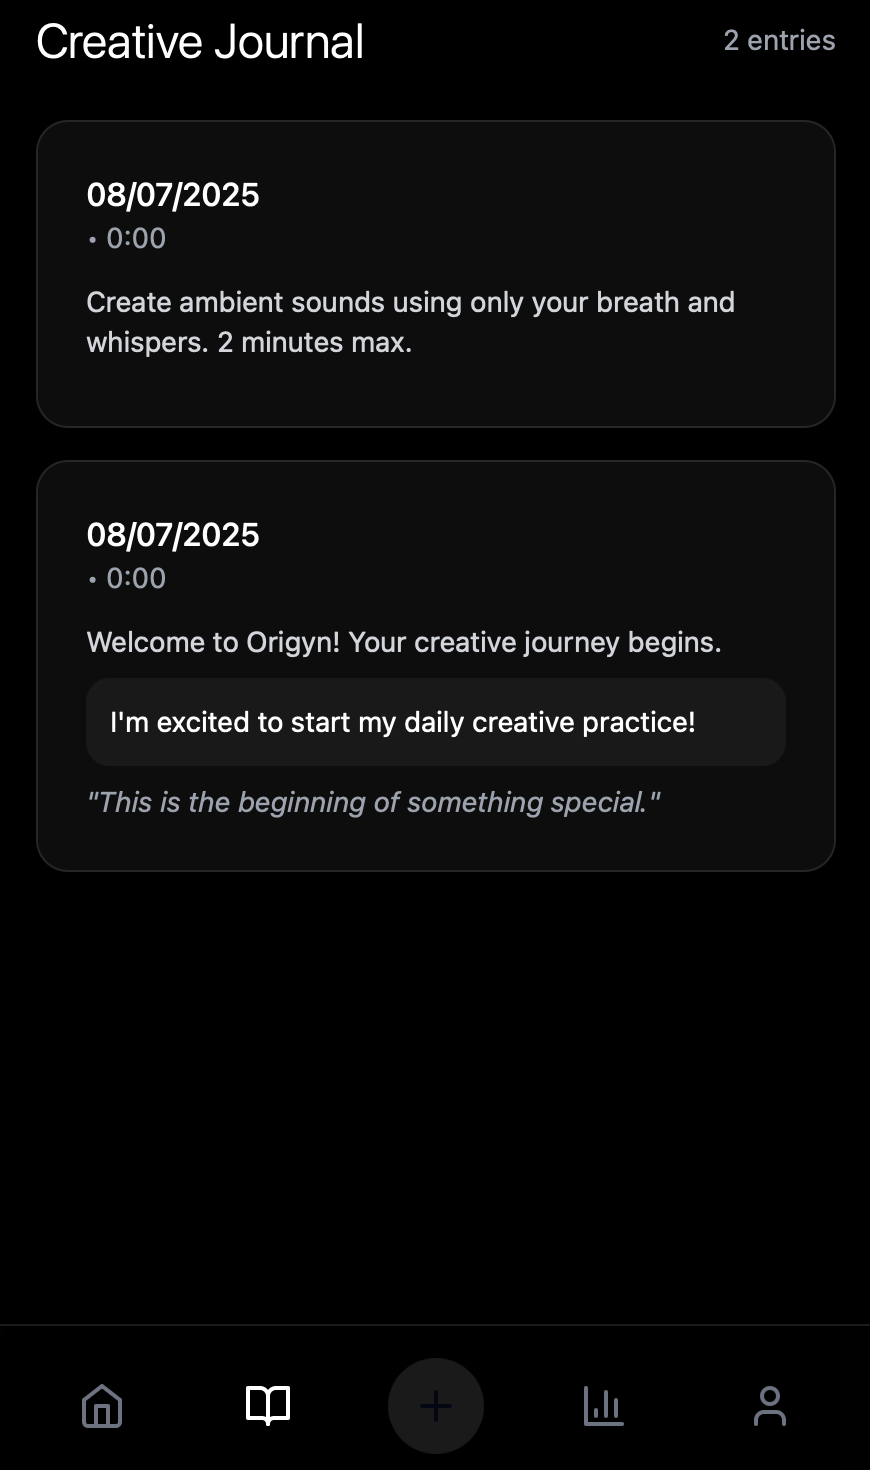 Creative Journal
2 entries
08/07/2025
• 0:00
Create ambient sounds using only your breath and
whispers. 2 minutes max.
08/07/2025
• 0:00
Welcome to Origyn! Your creative journey begins.
I'm excited to start my daily creative practice!
"This is the beginning of something special."